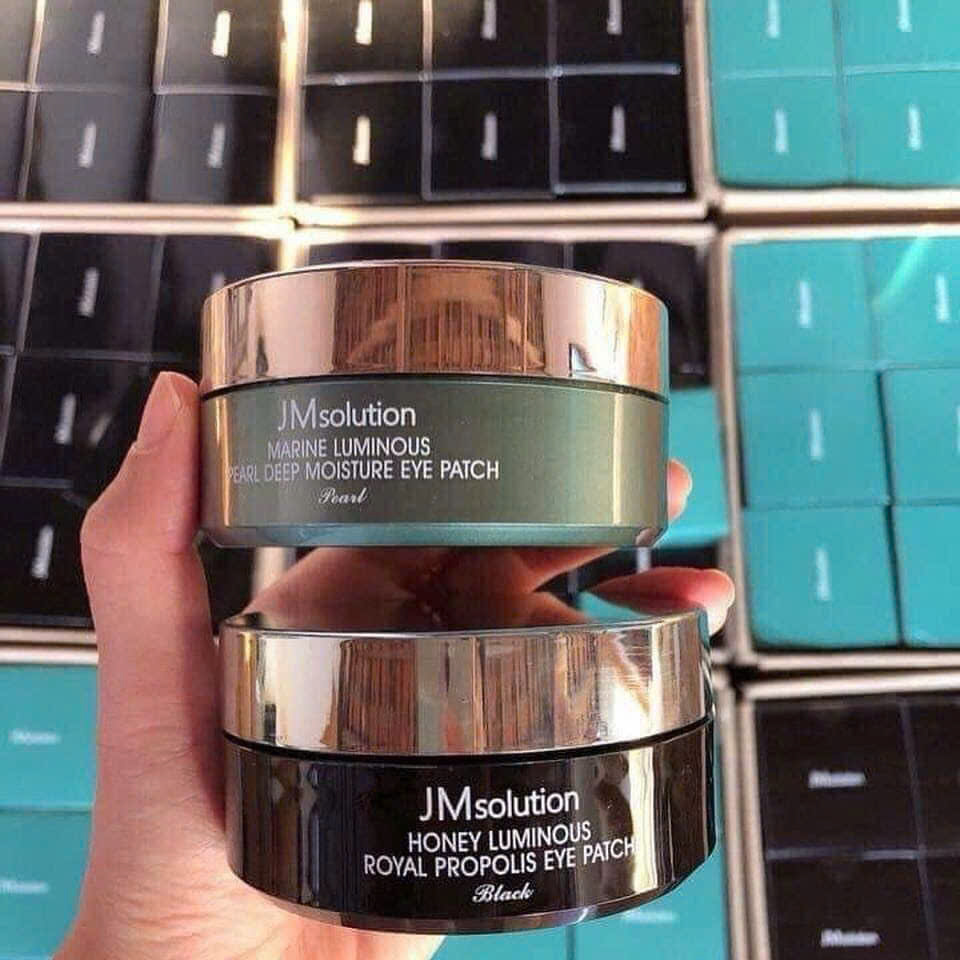 JMsolution
MARINE LUMINOUS
PEARL DEEP MOISTURE EYE PATCH
Pearl
JMsolution
HONEY LUMINOUS
ROYAL PROPOLIS EYE PATCH
Black